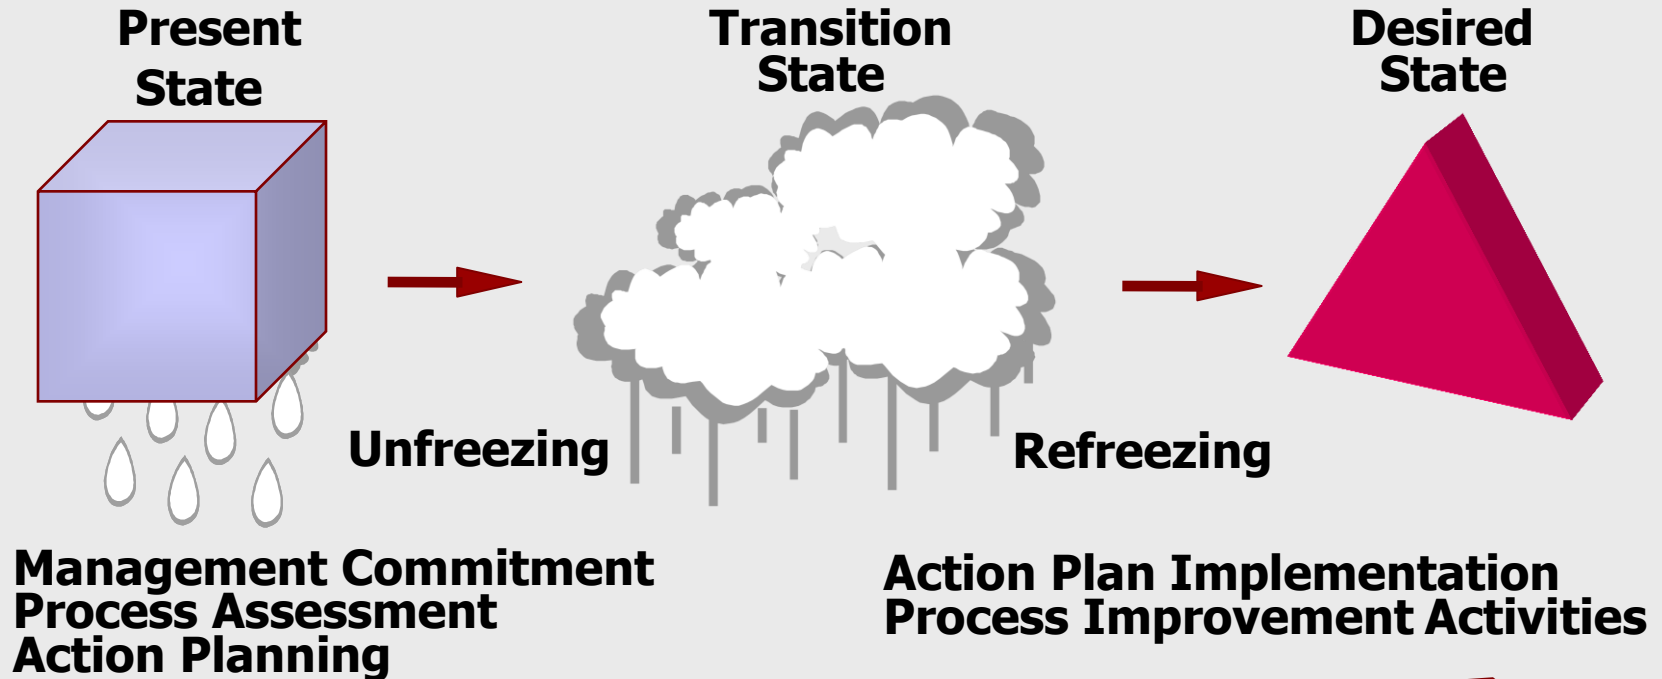 Present
State
Transition
State
Desired
State
Unfreezing
Refreezing
Management Commitment
Process Assessment
Action Planning
Action Plan Implementation
Process Improvement Activities